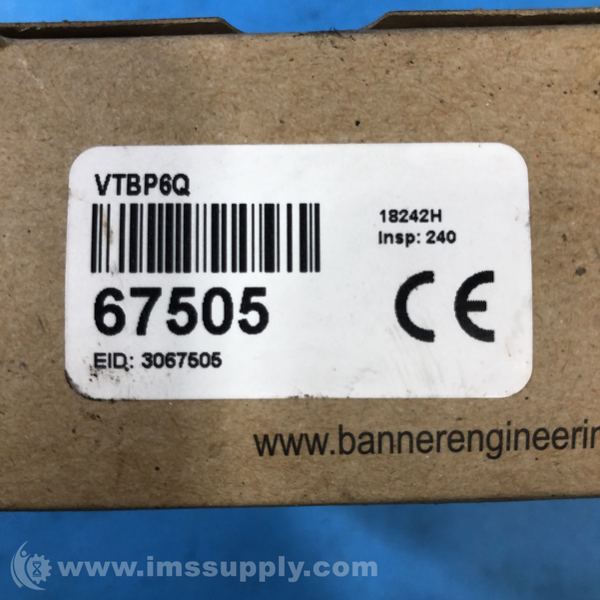 VTBP6Q
18242H
Insp: 240
67505
EID: 3067505
CE
www.bannerengineerin
www.imssupply.com